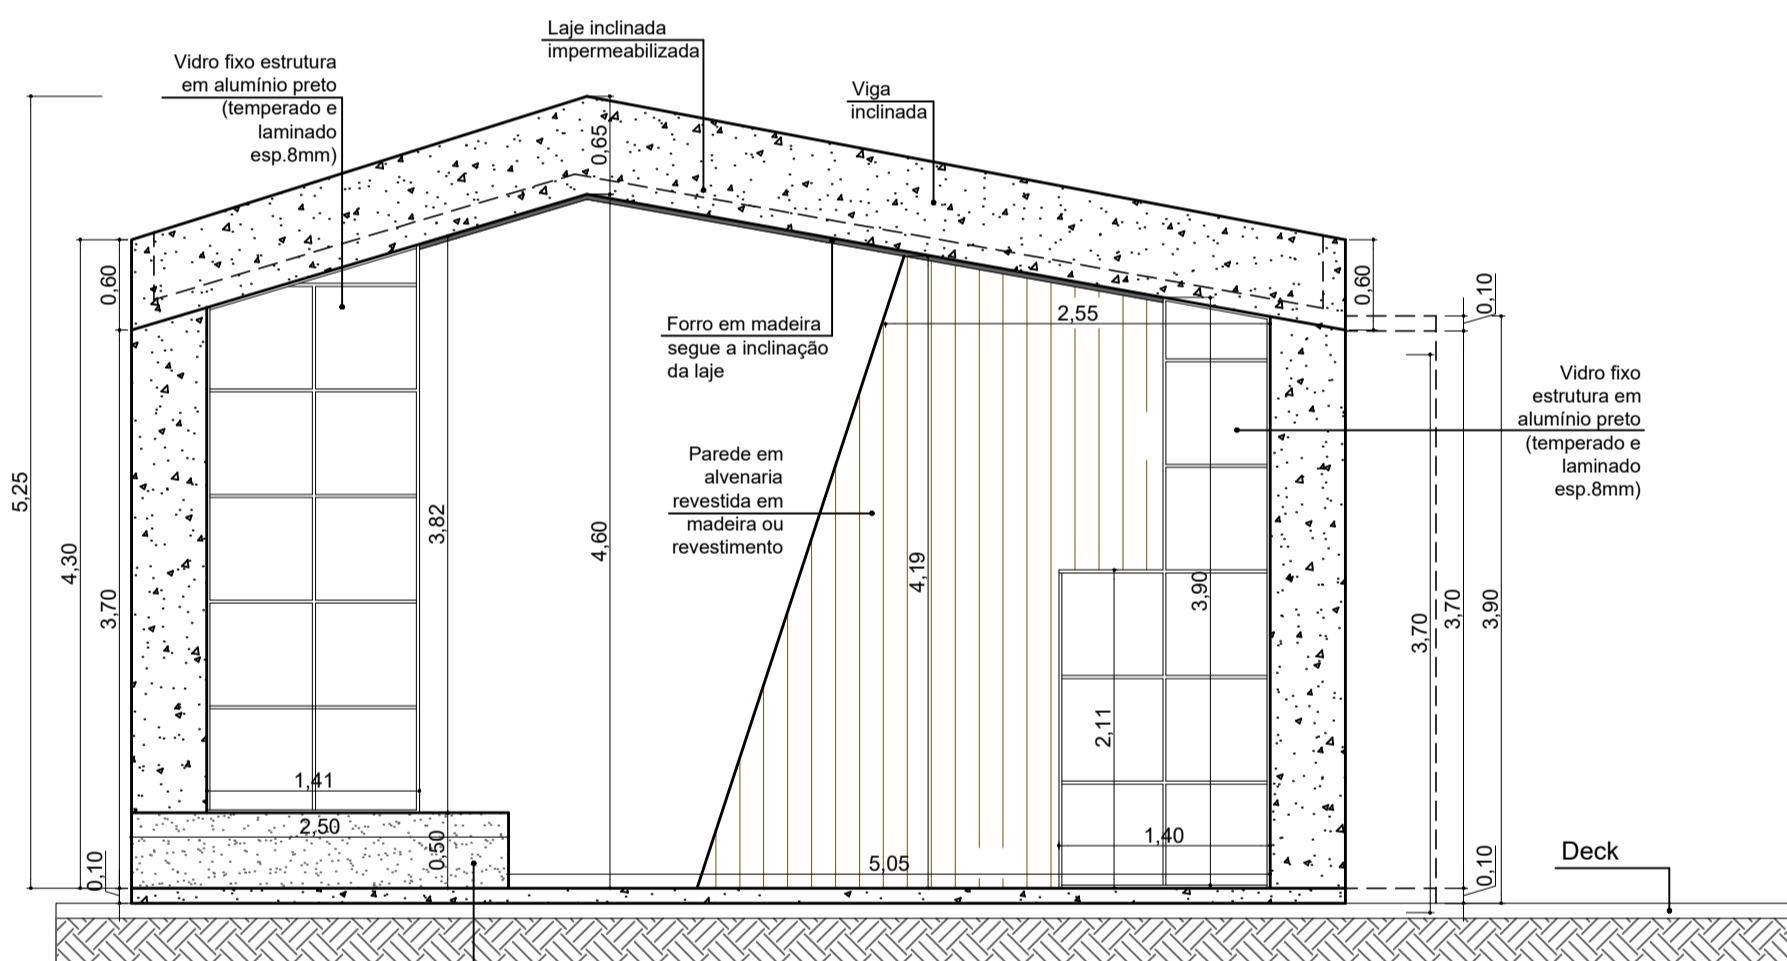 Laje inclinada
impermeabilizada
Vidro fixo estrutura
em alumínio preto
(temperado e
laminado
esp.8mm)
Viga
inclinada
0,65
0,60
0,60
0,10
2,55
Forro em madeira
segue a inclinação
da laje
Vidro fixo
estrutura em
alumínio preto
(temperado e
laminado
esp.8mm)
Parede em
alvenaria
revestida em
madeira ou
revestimento
5,25
4,30
3,70
3,82
4,60
4,19
3,90
3,70
3,70
3,90
2,11
1,41
2,50
0,50
1,40
5,05
0,10
0,10
Deck